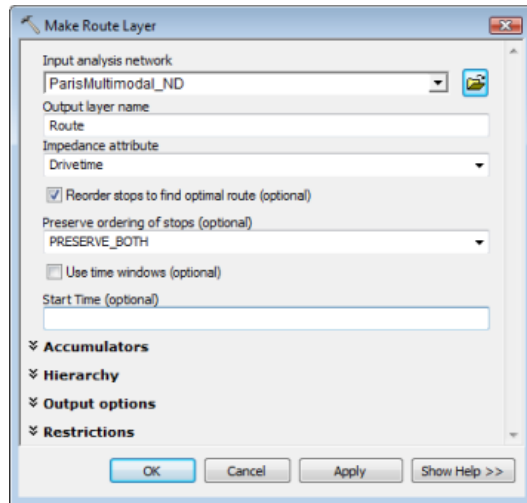 Make Route Layer
Input analysis network
ParisMultimodal_ND
Output layer name
Route
Impedance attribute
Drivetime
Reorder stops to find optimal route (optional)
Preserve ordering of stops (optional)
PRESERVE_BOTH
Use time windows (optional)
Start Time (optional)
Accumulators
Hierarchy
Output options
Restrictions
OK Cancel Apply Show Help >>